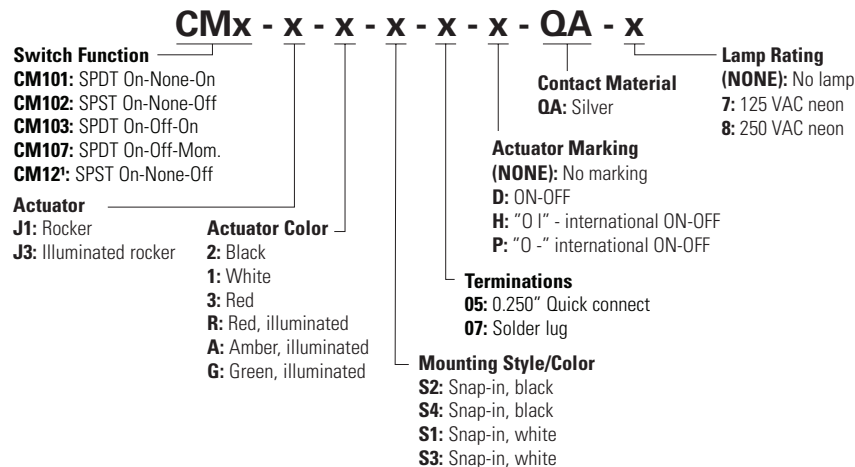 CMx - x - x - x - x - x - QA - x
Switch Function
CM101: SPDT On-None-On
CM102: SPST On-None-Off
CM103: SPDT On-Off-On
CM107: SPDT On-Off-Mom.
CM12¹: SPST On-None-Off
Actuator
J1: Rocker
J3: Illuminated rocker
Actuator Color
2: Black
1: White
3: Red
R: Red, illuminated
A: Amber, illuminated
G: Green, illuminated
Mounting Style/Color
S2: Snap-in, black
S4: Snap-in, black
S1: Snap-in, white
S3: Snap-in, white
Terminations
05: 0.250" Quick connect
07: Solder lug
Actuator Marking
(NONE): No marking
D: ON-OFF
H: "O I" - international ON-OFF
P: "O -" international ON-OFF
Contact Material
QA: Silver
Lamp Rating
(NONE): No lamp
7: 125 VAC neon
8: 250 VAC neon